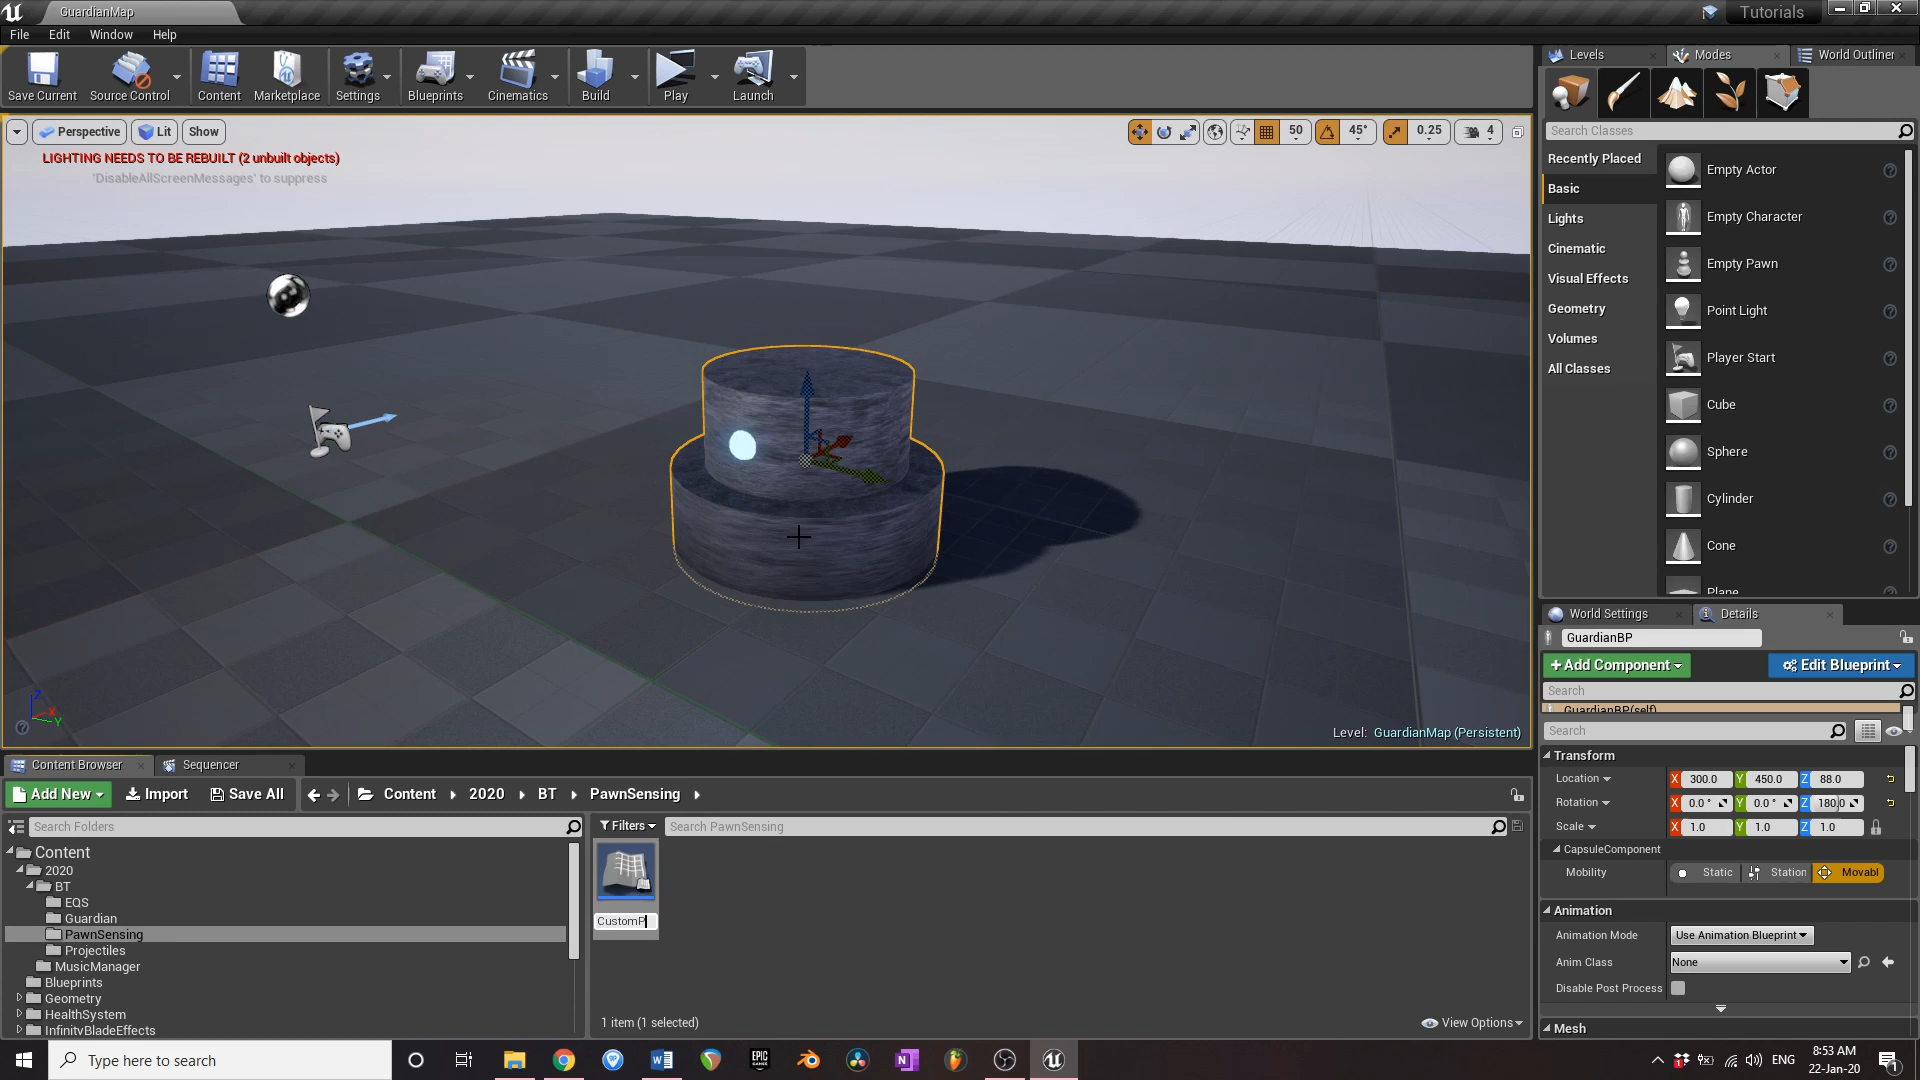 GuardianMap
Tutorials
File Edit Window Help
Save Current Source Control Content Marketplace Settings Blueprints Cinematics Build Play Launch
Levels Modes World Outliner
Perspective Lit Show
50 45° 0.25 4
LIGHTING NEEDS TO BE REBUILT (2 unbuilt objects)
'DisableAllScreenMessages' to suppress
Search Classes
Recently Placed
Basic
Lights
Cinematic
Visual Effects
Geometry
Volumes
All Classes
Empty Actor
Empty Character
Empty Pawn
Point Light
Player Start
Cube
Sphere
Cylinder
Cone
Plane
Z X Y
Level: GuardianMap (Persistent)
World Settings Details
GuardianBP
+Add Component Edit Blueprint
Search
GuardianBP(self)
Search
Transform
Location X 300.0 Y 450.0 Z 88.0
Rotation X 0.0 ° Y 0.0 ° Z 180.0
Scale X 1.0 Y 1.0 Z 1.0
CapsuleComponent
Mobility Static Station Movabl
Animation
Animation Mode Use Animation Blueprint
Anim Class None
Disable Post Process
Mesh
Content Browser Sequencer
Add New Import Save All Content 2020 BT PawnSensing
Search Folders
Filters Search PawnSensing
Content
2020
BT
EQS
Guardian
PawnSensing
Projectiles
MusicManager
Blueprints
Geometry
HealthSystem
InfinityBladeEffects
CustomP
1 item (1 selected)
View Options
Type here to search
EPIC GAMES
ENG
8:53 AM
22-Jan-20
1